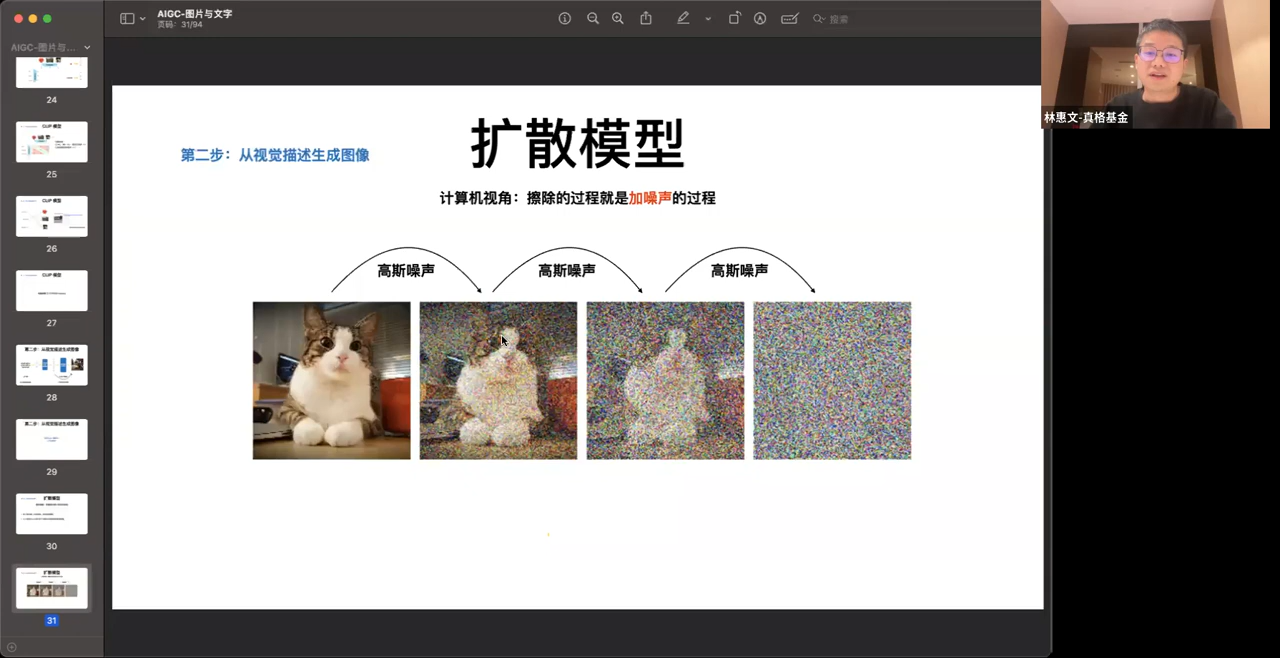 AIGC-图片与文字
页码：31/94
搜索
AIGC-图片与...
24
CLIP 模型
25
CLIP 模型
26
CLIP 模型
27
第二步：从视觉描述生成图像
28
第二步：从视觉描述生成图像
29
扩散模型
30
扩散模型
31
扩散模型
第二步：从视觉描述生成图像
计算机视角：擦除的过程就是加噪声的过程
高斯噪声
高斯噪声
高斯噪声
林惠文-真格基金